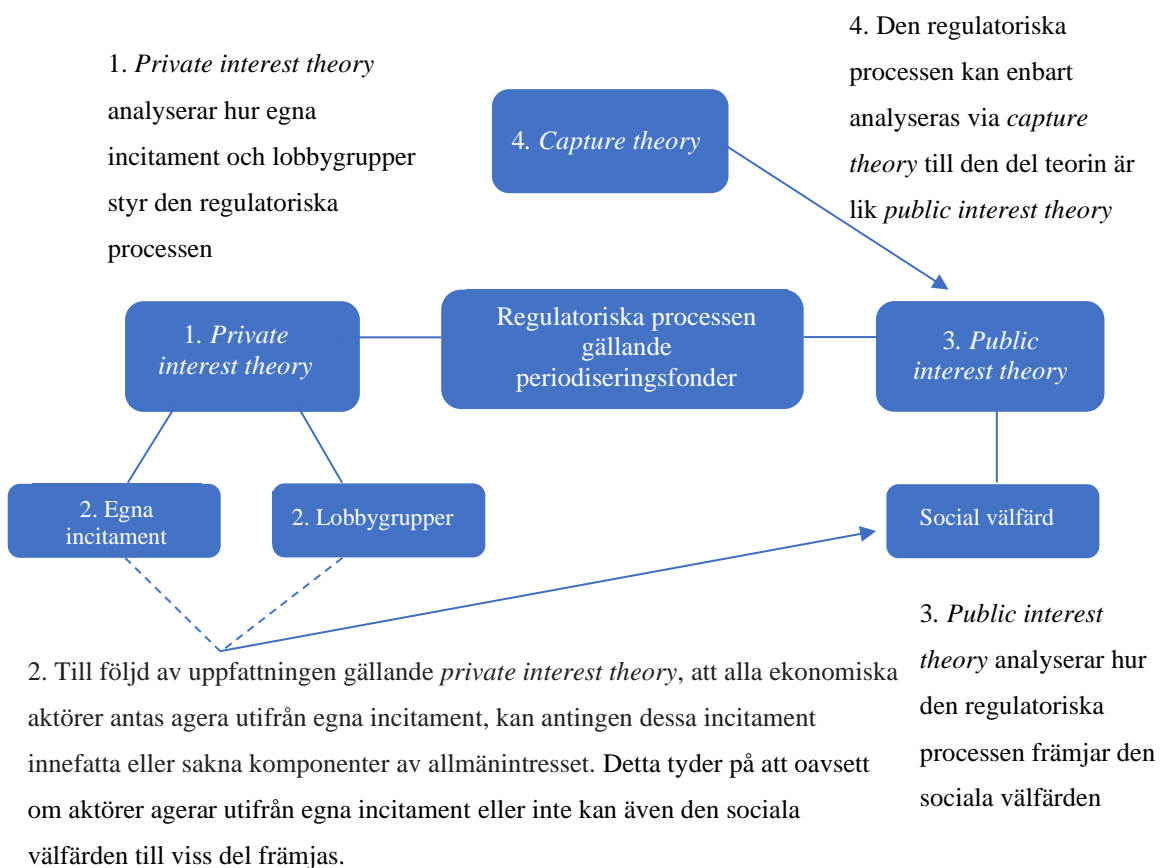 1. Private interest theory
analyserar hur egna
incitament och lobbygrupper
styr den regulatoriska
processen
4. Capture theory
4. Den regulatoriska
processen kan enbart
analyseras via capture
theory till den del teorin är
lik public interest theory
1. Private
interest theory
Regulatoriska processen
gällande
periodiseringsfonder
3. Public
interest theory
2. Egna
incitament
2. Lobbygrupper
Social välfärd
2. Till följd av uppfattningen gällande private interest theory, att alla ekonomiska
aktörer antas agera utifrån egna incitament, kan antingen dessa incitament
innefatta eller sakna komponenter av allmänintresset. Detta tyder på att oavsett
om aktörer agerar utifrån egna incitament eller inte kan även den sociala
välfärden till viss del främjas.
3. Public interest
theory analyserar hur
den regulatoriska
processen främjar den
sociala välfärden